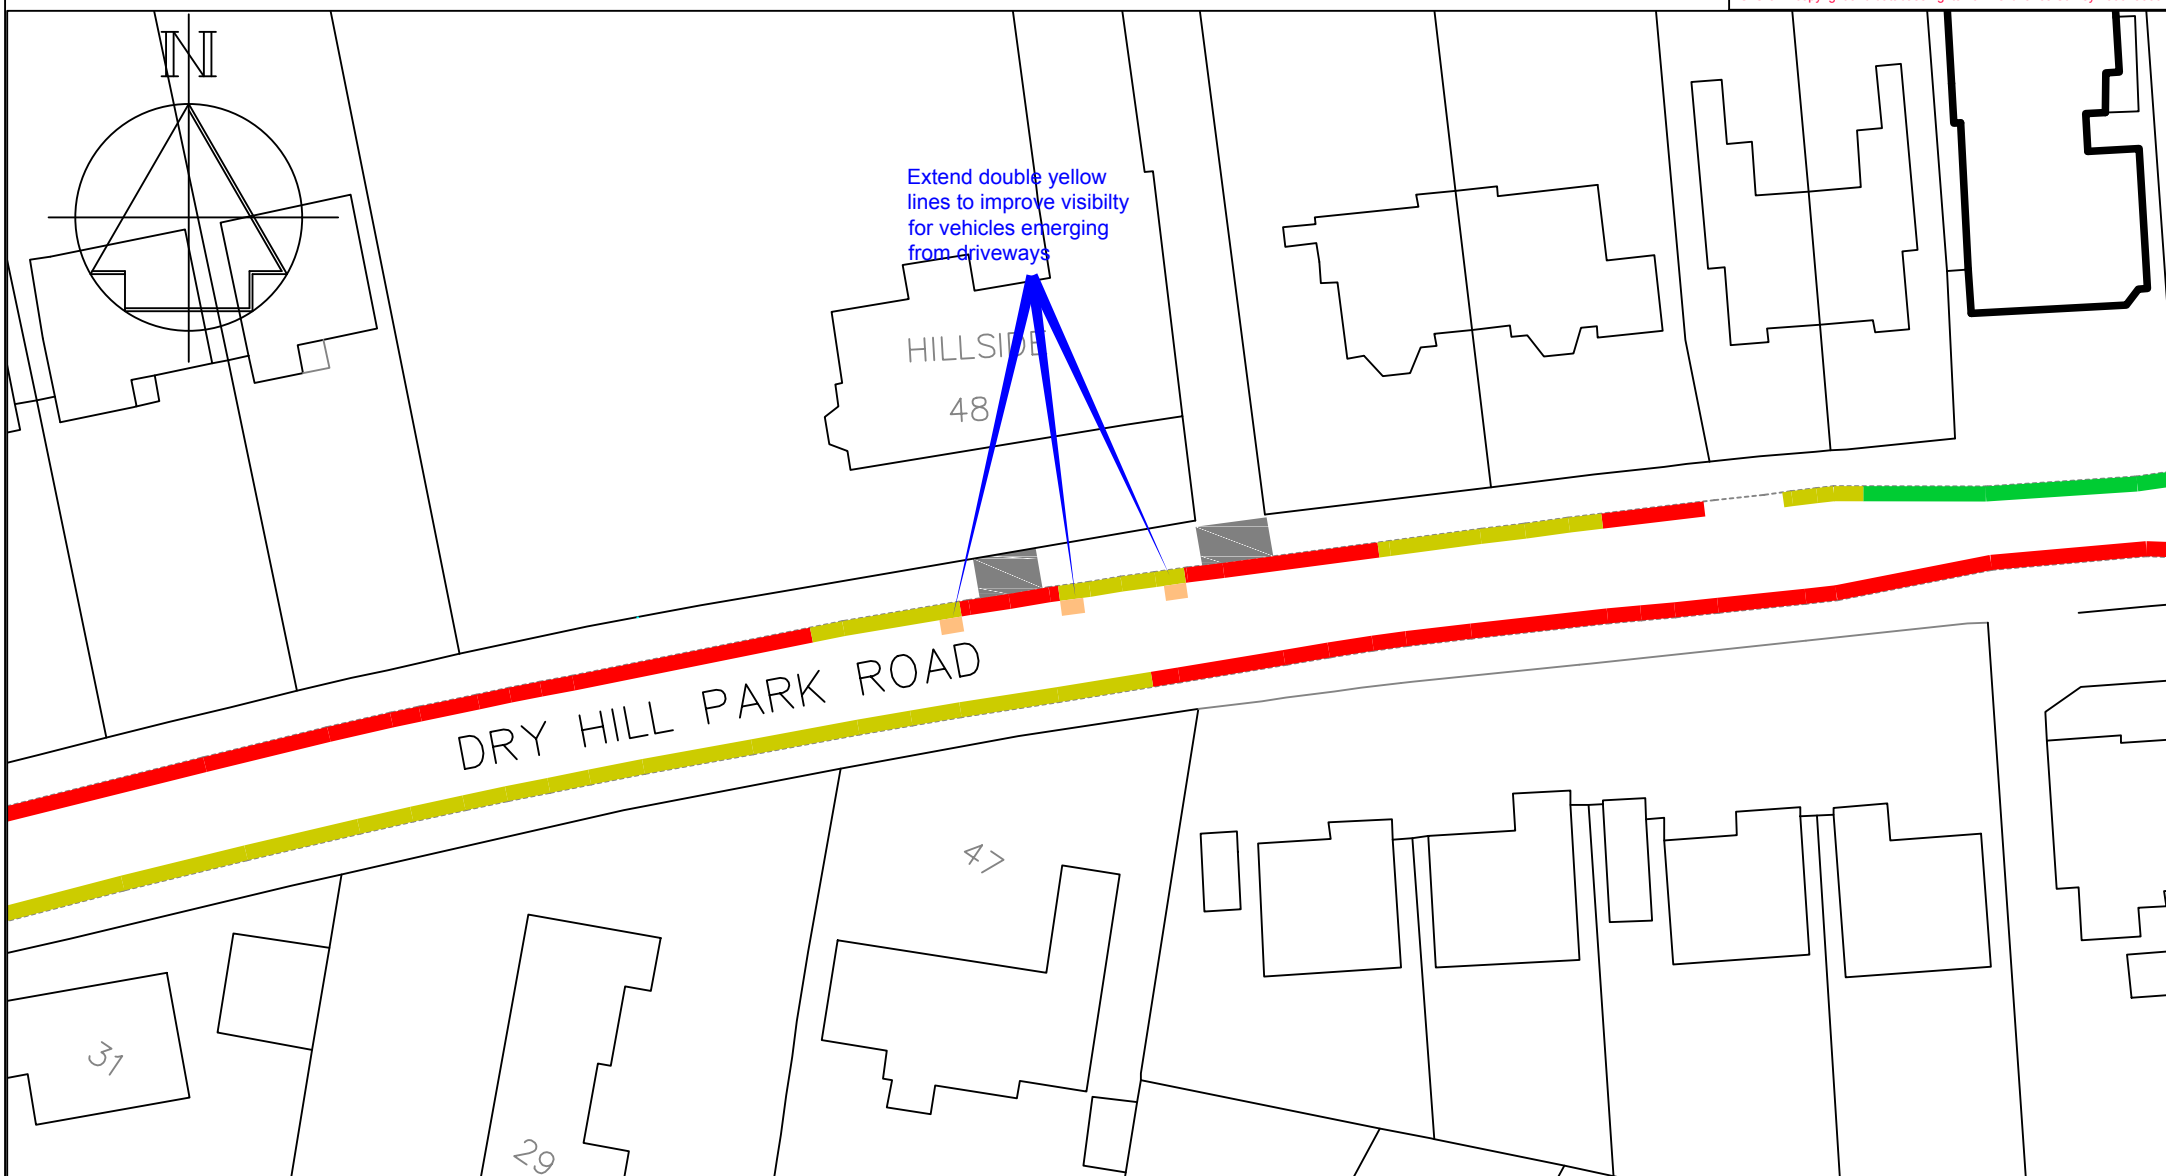 N
Extend double yellow
lines to improve visibilty
for vehicles emerging
from driveways
HILLSIDE
48
DRY HILL PARK ROAD
47
31
29